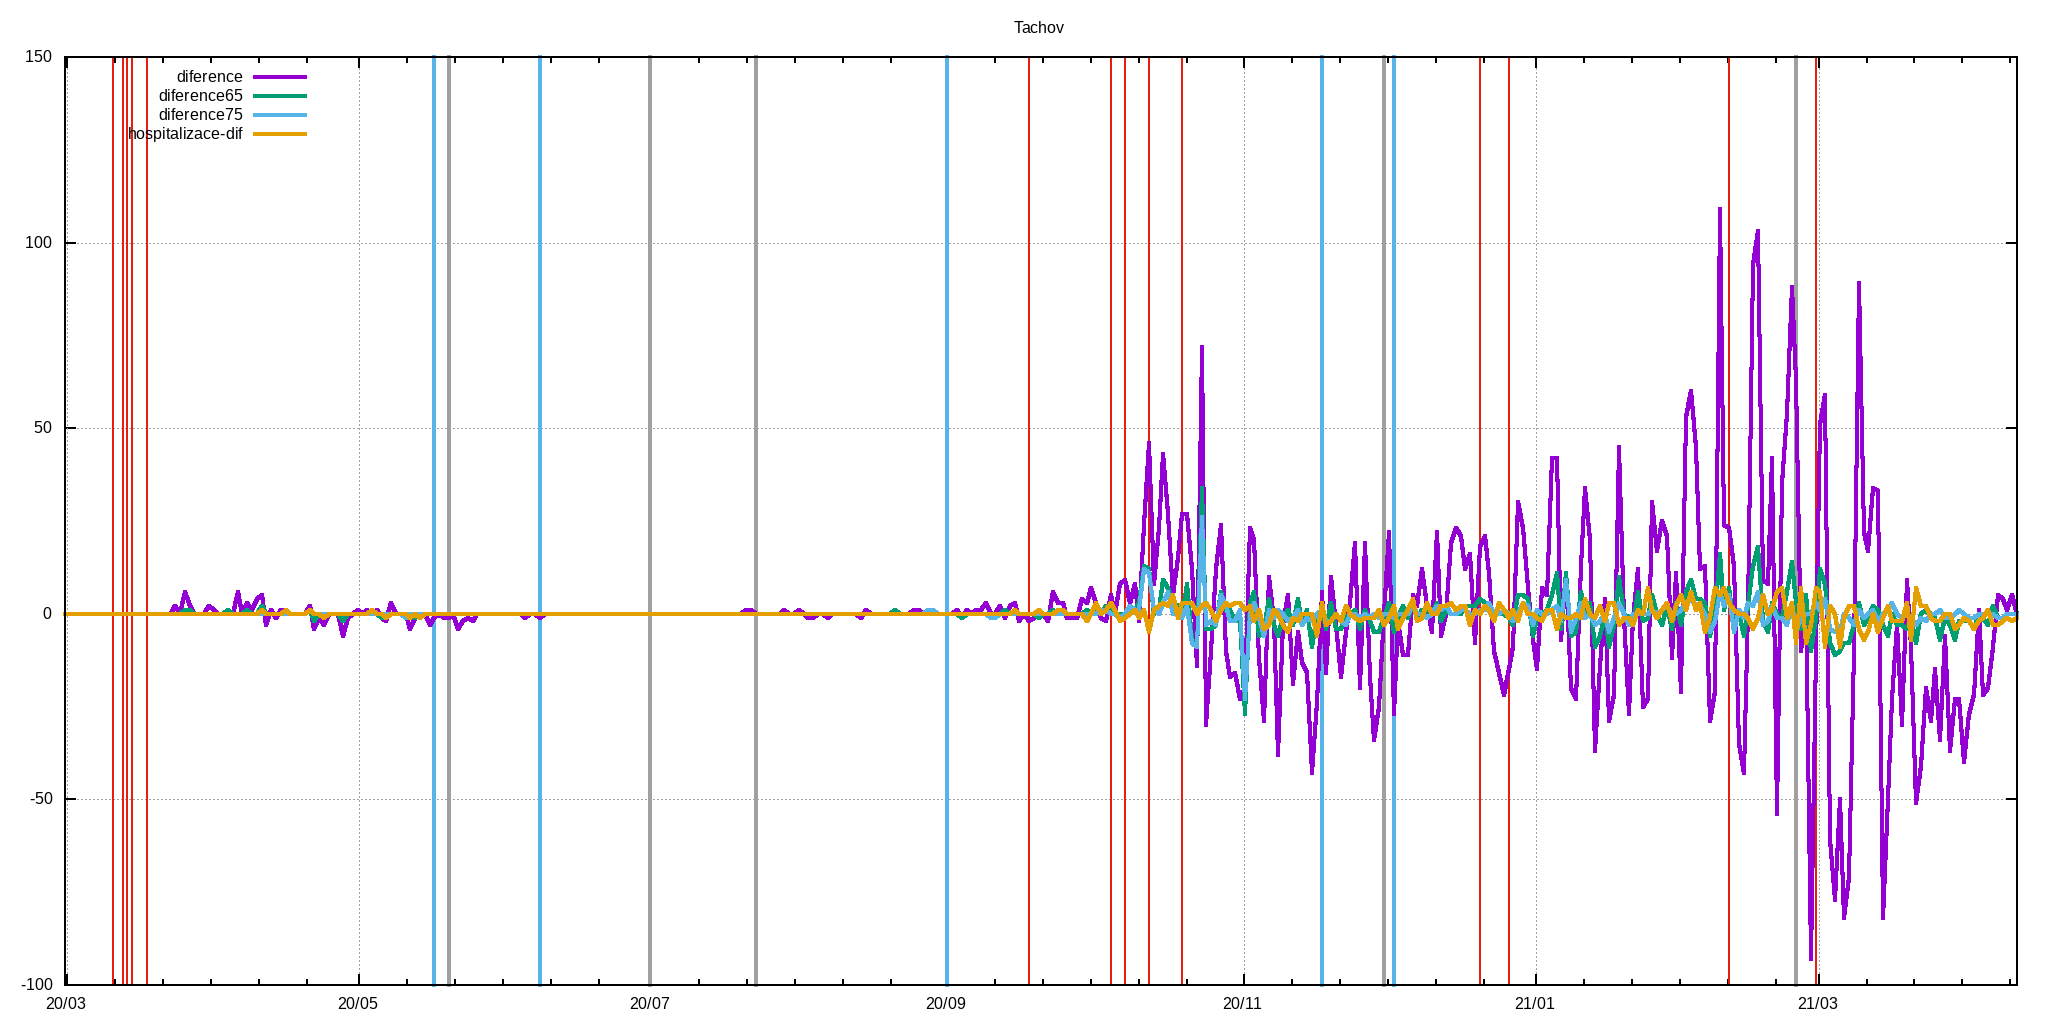 Tachov
150
diference
diference65
diference75
hospitalizace-dif
100
50
0
-50
-100
20/03 20/05 20/07 20/09 20/11 21/01 21/03